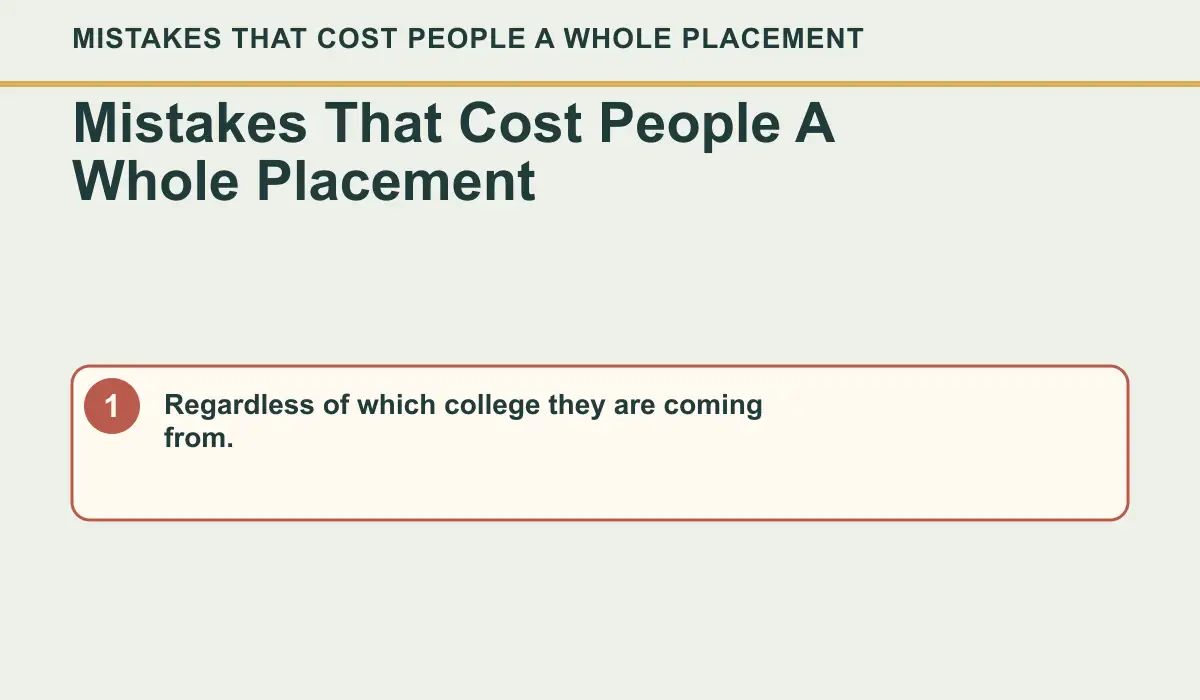 MISTAKES THAT COST PEOPLE A WHOLE PLACEMENT
Mistakes That Cost People A
Whole Placement
1
Regardless of which college they are coming
from.